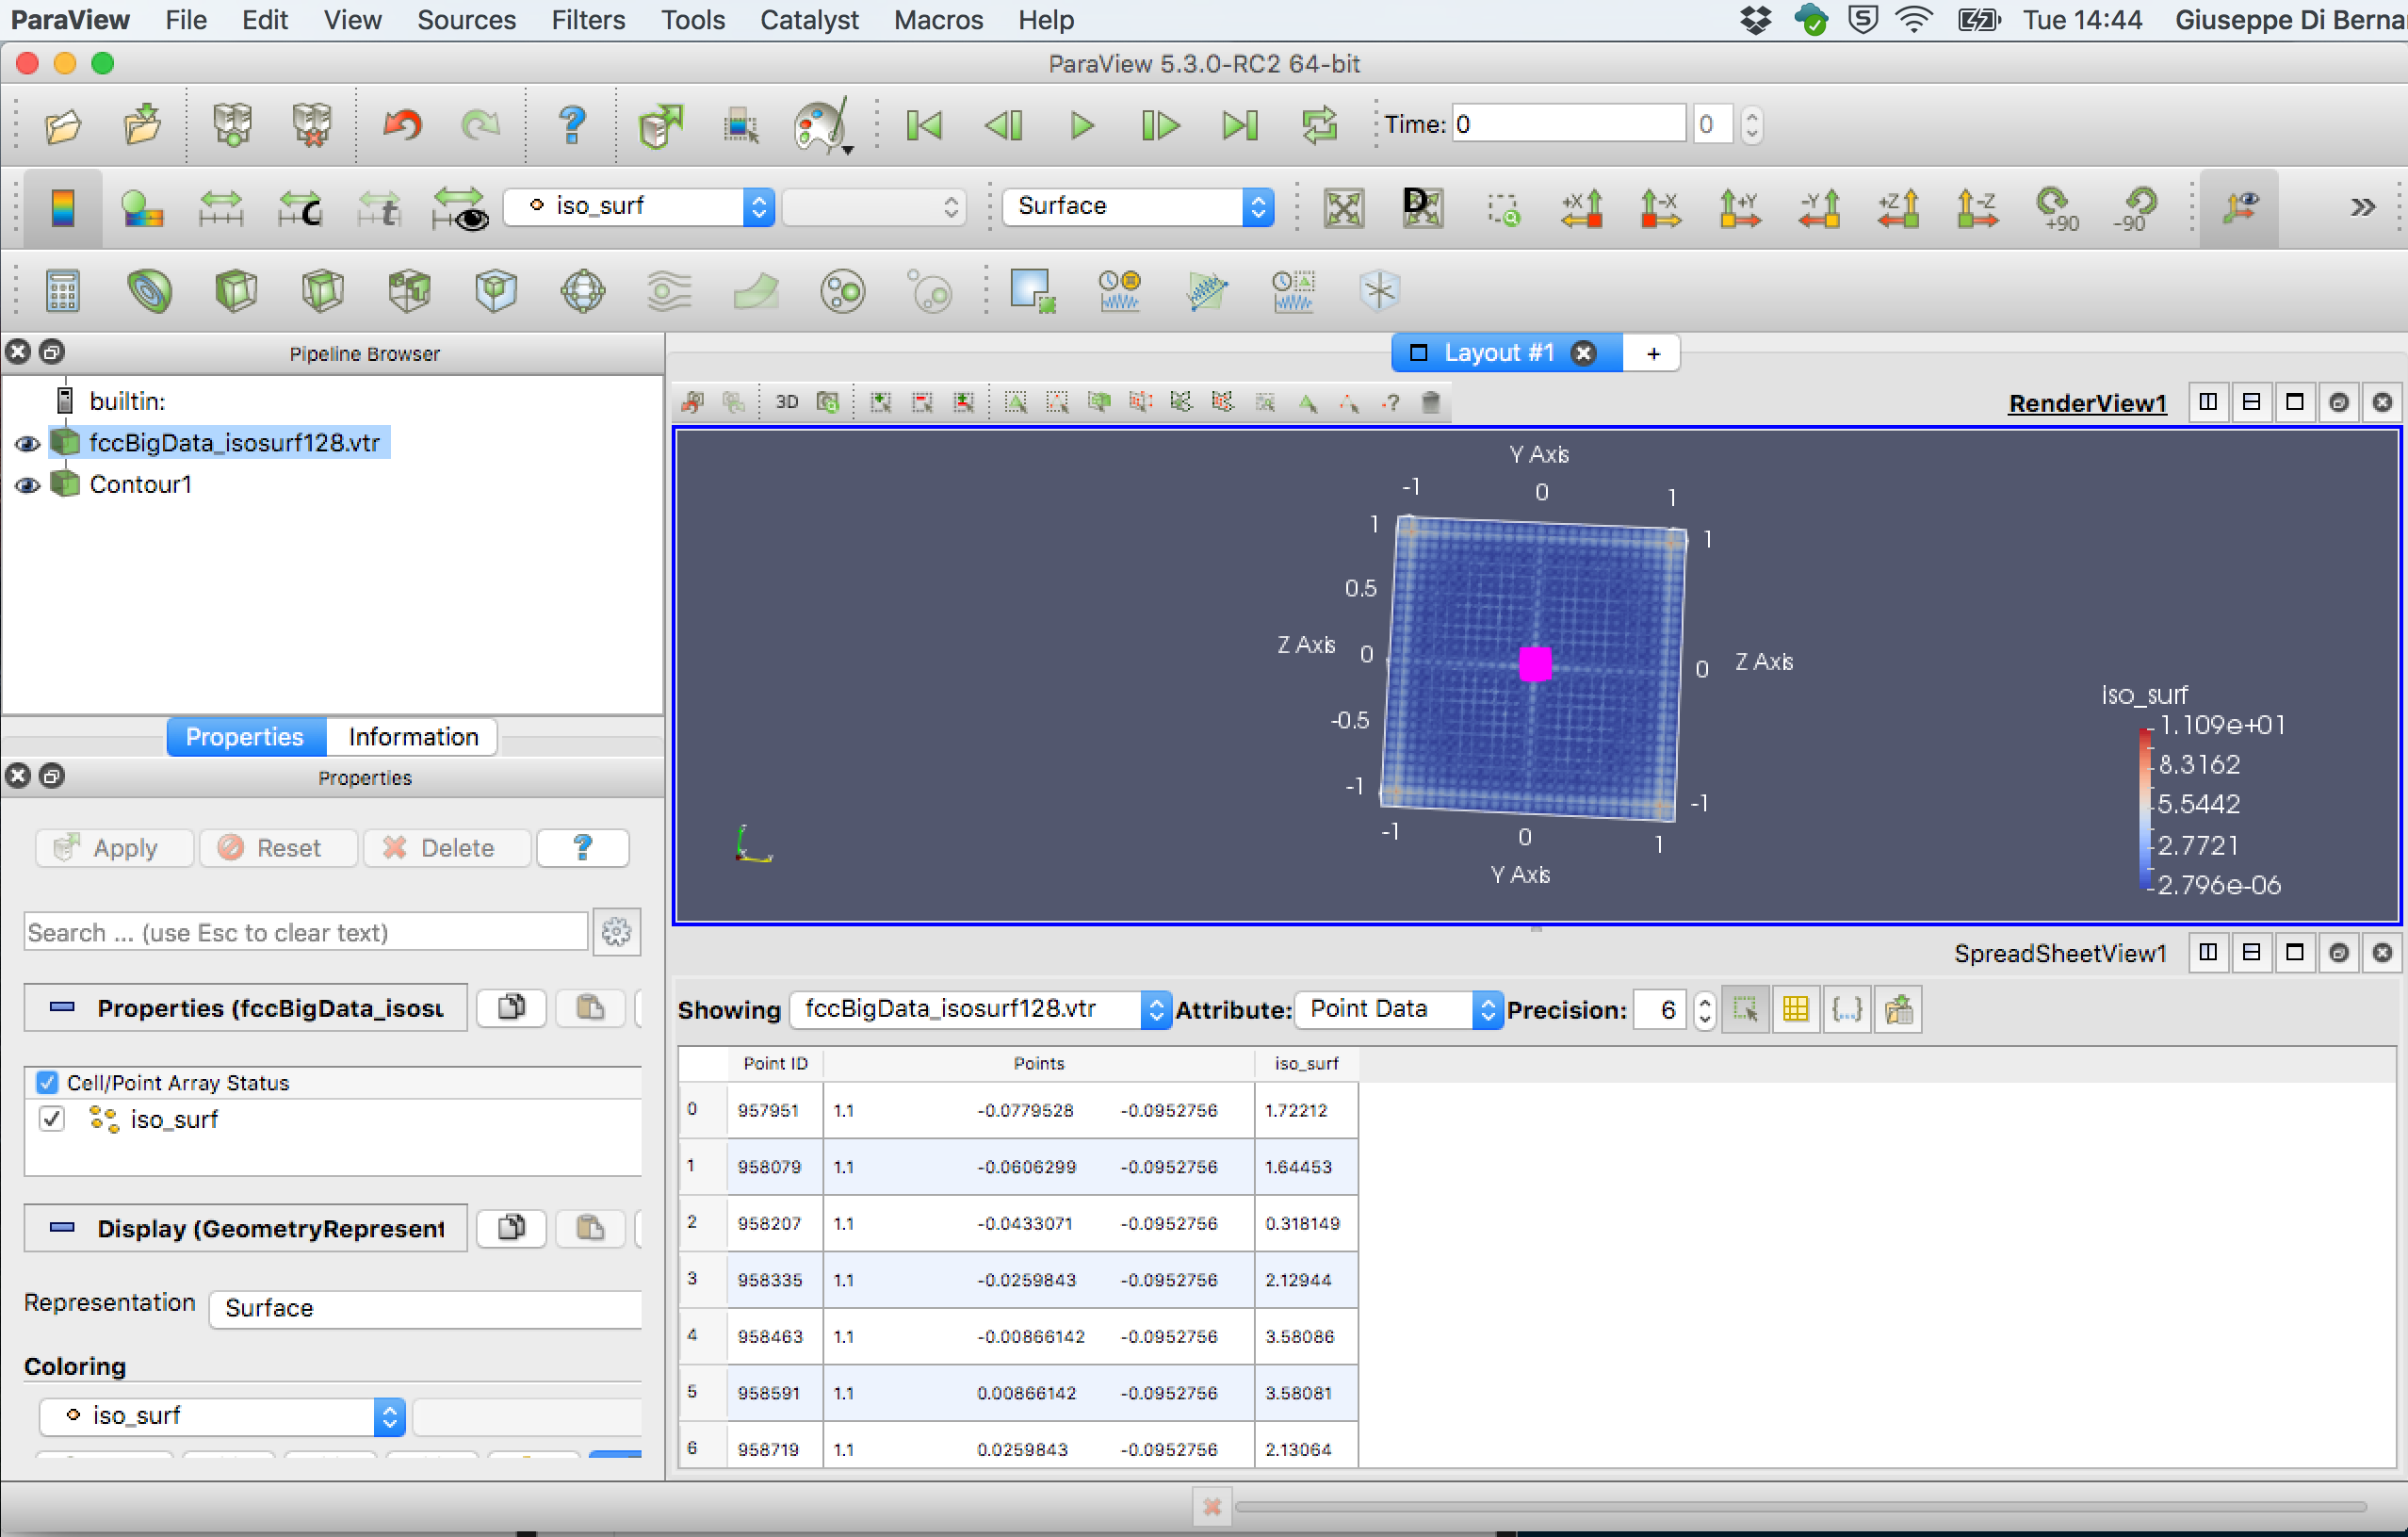 ParaView File Edit View Sources Filters Tools Catalyst Macros Help Tue 14:44 Giuseppe Di Berna
ParaView 5.3.0-RC2 64-bit
Time: 0 0
iso_surf Surface +X -X +Y -Y +Z -Z +90 -90
Pipeline Browser
Layout #1 +
builtin:
fccBigData_isosurf128.vtr
Contour1
3D
RenderView1
Y Axis
-1 0 1
1 1
0.5
Z Axis 0 0 Z Axis
-0.5
-1 -1
-1 0 1
Y Axis
iso_surf
1.109e+01
8.3162
5.5442
2.7721
2.796e-06
Properties Information
Properties
Apply Reset Delete ?
Search ... (use Esc to clear text)
Properties (fccBigData_isosu
Cell/Point Array Status
iso_surf
Display (GeometryRepresent
Representation Surface
Coloring
iso_surf
SpreadSheetView1
Showing fccBigData_isosurf128.vtr Attribute: Point Data Precision: 6
Point ID Points iso_surf
0 957951 1.1 -0.0779528 -0.0952756 1.72212
1 958079 1.1 -0.0606299 -0.0952756 1.64453
2 958207 1.1 -0.0433071 -0.0952756 0.318149
3 958335 1.1 -0.0259843 -0.0952756 2.12944
4 958463 1.1 -0.00866142 -0.0952756 3.58086
5 958591 1.1 0.00866142 -0.0952756 3.58081
6 958719 1.1 0.0259843 -0.0952756 2.13064